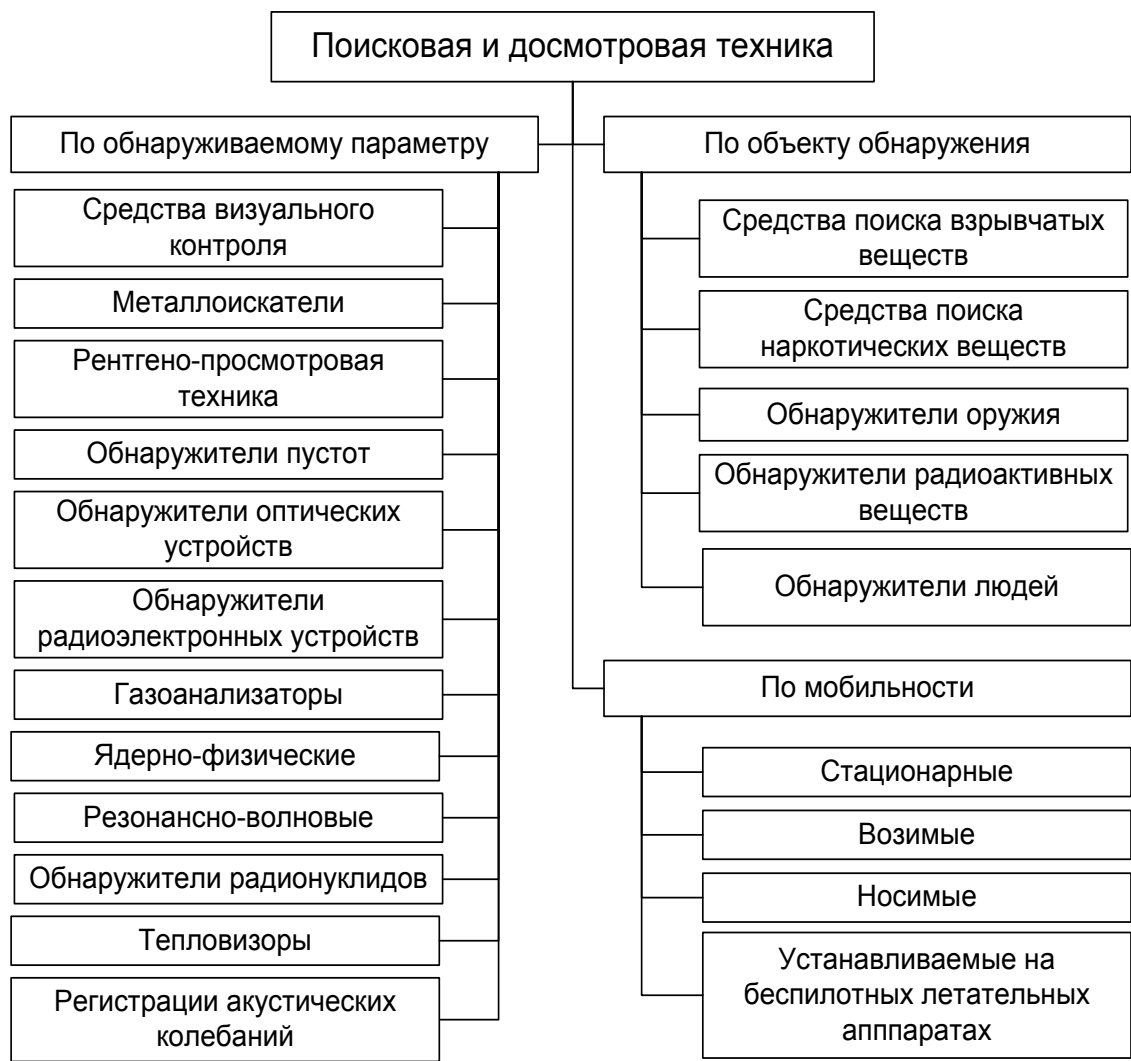 Поисковая и досмотровая техника
По обнаруживаемому параметру
Средства визуального
контроля
Металлоискатели
Рентгено-просмотровая
техника
Обнаружители пустот
Обнаружители оптических
устройств
Обнаружители
радиоэлектронных устройств
Газоанализаторы
Ядерно-физические
Резонансно-волновые
Обнаружители радионуклидов
Тепловизоры
Регистрации акустических
колебаний
По объекту обнаружения
Средства поиска взрывчатых
веществ
Средства поиска
наркотических веществ
Обнаружители оружия
Обнаружители радиоактивных
веществ
Обнаружители людей
По мобильности
Стационарные
Возимые
Носимые
Устанавливаемые на
беспилотных летательных
апппаратах